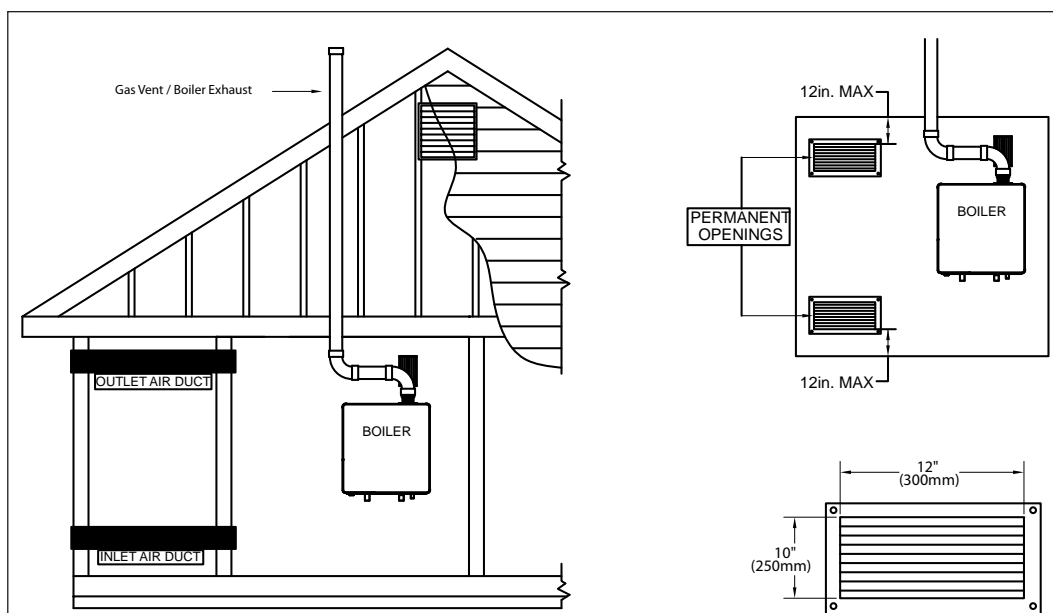 Gas Vent / Boiler Exhaust
OUTLET AIR DUCT
BOILER
INLET AIR DUCT
12in. MAX
PERMANENT
OPENINGS
BOILER
12in. MAX
12"
(300mm)
10"
(250mm)